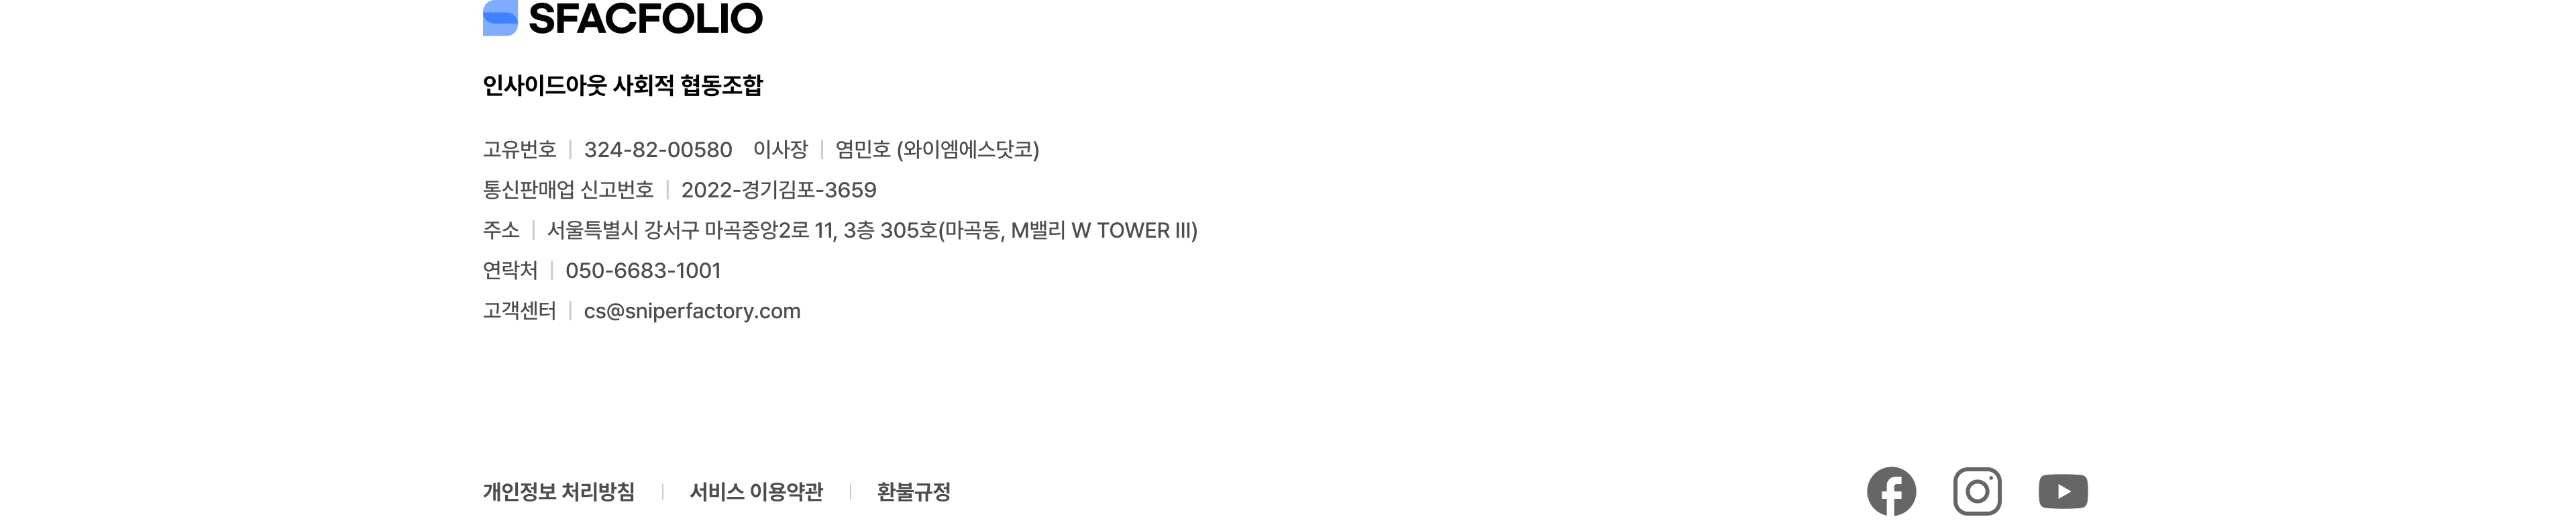 SFACFOLIO
인사이드아웃 사회적 협동조합
고유번호 | 324-82-00580 이사장 | 염민호 (와이엠에스닷코)
통신판매업 신고번호 | 2022-경기김포-3659
주소 | 서울특별시 강서구 마곡중앙2로 11, 3층 305호(마곡동, M밸리 W TOWER III)
연락처 | 050-6683-1001
고객센터 | cs@sniperfactory.com
개인정보 처리방침 | 서비스 이용약관 | 환불규정